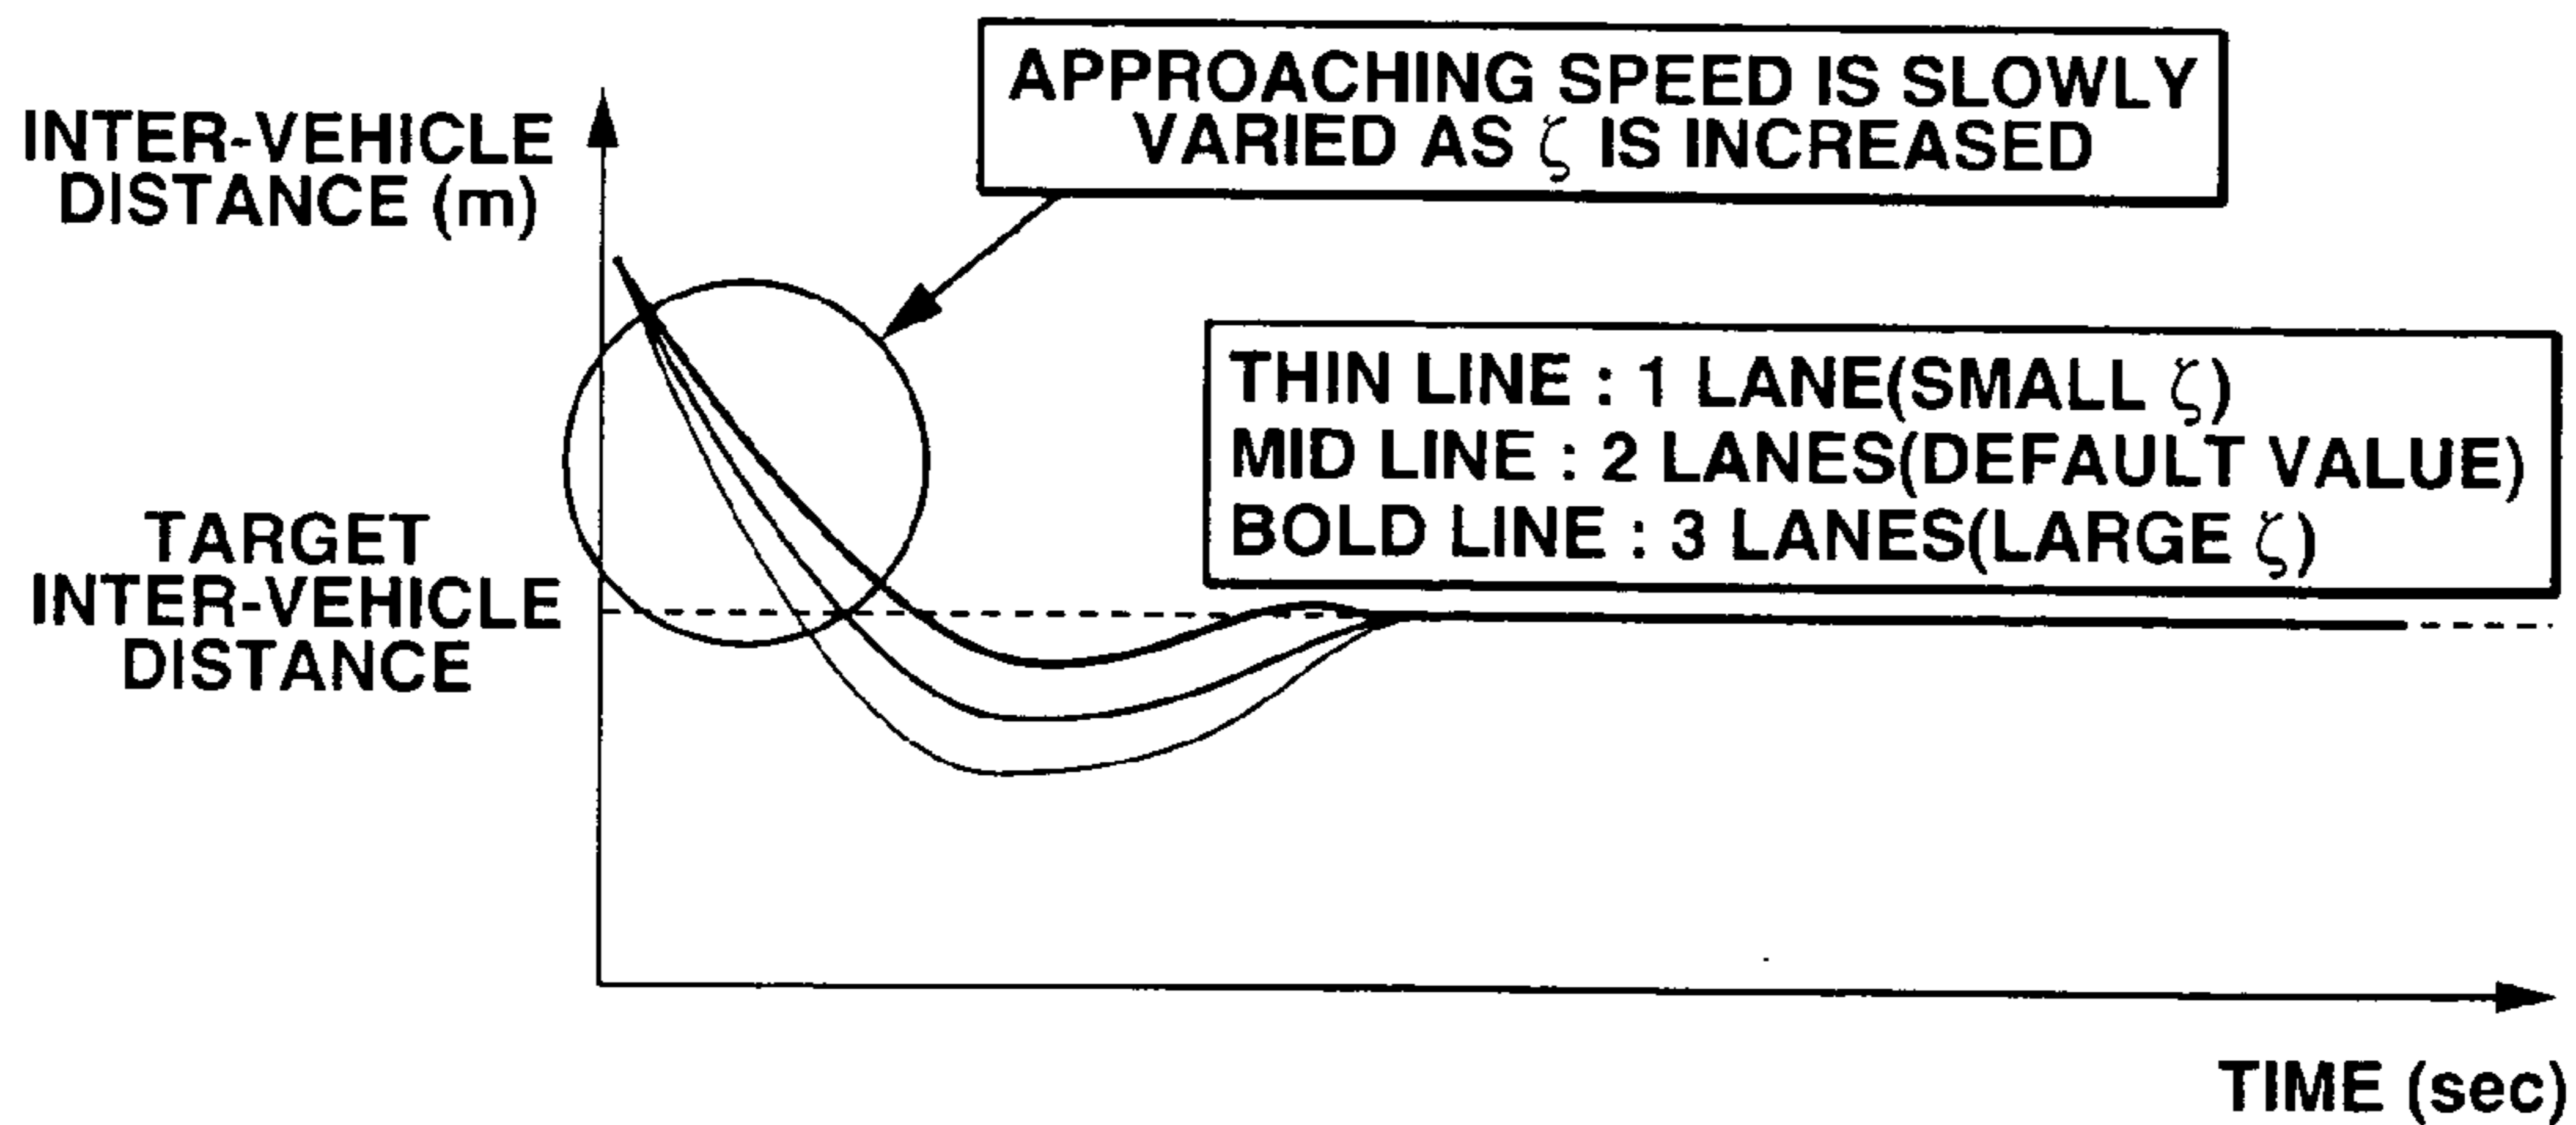 APPROACHING SPEED IS SLOWLY
VARIED AS ζ IS INCREASED
INTER-VEHICLE
DISTANCE (m)
THIN LINE : 1 LANE(SMALL ζ)
MID LINE : 2 LANES(DEFAULT VALUE)
BOLD LINE : 3 LANES(LARGE ζ)
TARGET
INTER-VEHICLE
DISTANCE
TIME (sec)